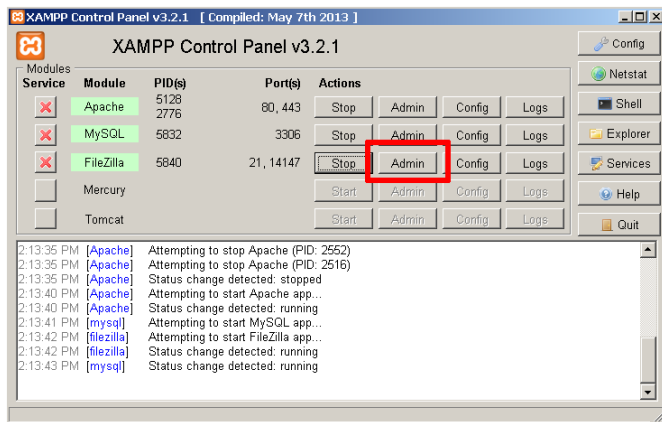 XAMPP Control Panel v3.2.1 [ Compiled: May 7th 2013 ]
XAMPP Control Panel v3.2.1
Config
Modules
Service Module PID(s) Port(s) Actions
Netstat
Apache 5128 2776 80, 443 Stop Admin Config Logs
Shell
MySQL 5832 3306 Stop Admin Config Logs
Explorer
FileZilla 5840 21, 14147 Stop Admin Config Logs
Services
Mercury Start Admin Config Logs
Help
Tomcat Start Admin Config Logs
Quit
2:13:35 PM [Apache] Attempting to stop Apache (PID: 2552)
2:13:35 PM [Apache] Attempting to stop Apache (PID: 2516)
2:13:35 PM [Apache] Status change detected: stopped
2:13:40 PM [Apache] Attempting to start Apache app...
2:13:40 PM [Apache] Status change detected: running
2:13:41 PM [mysql] Attempting to start MySQL app...
2:13:42 PM [filezilla] Attempting to start FileZilla app...
2:13:42 PM [filezilla] Status change detected: running
2:13:43 PM [mysql] Status change detected: running